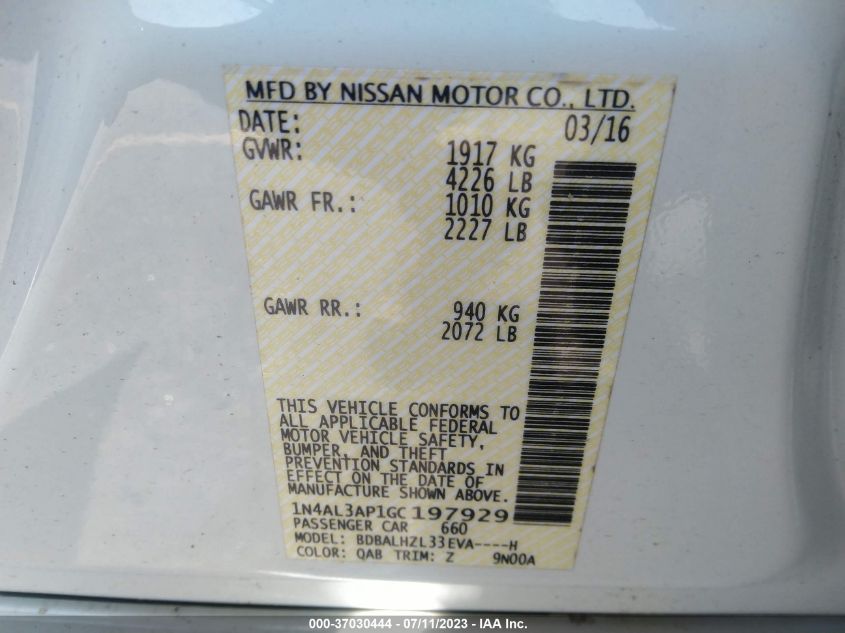 MFD BY NISSAN MOTOR CO., LTD.
DATE: 03/16
GVWR: 1917 KG
4226 LB
GAWR FR.: 1010 KG
2227 LB
GAWR RR.: 940 KG
2072 LB
THIS VEHICLE CONFORMS TO
ALL APPLICABLE FEDERAL
MOTOR VEHICLE SAFETY,
BUMPER, AND THEFT
PREVENTION STANDARDS IN
EFFECT ON THE DATE OF
MANUFACTURE SHOWN ABOVE.
1N4AL3AP1GC197929
PASSENGER CAR 660
MODEL: BDBALHZL33EVA----H
COLOR: QAB TRIM: Z 9N00A
000-37030444 - 07/11/2023 - IAA Inc.